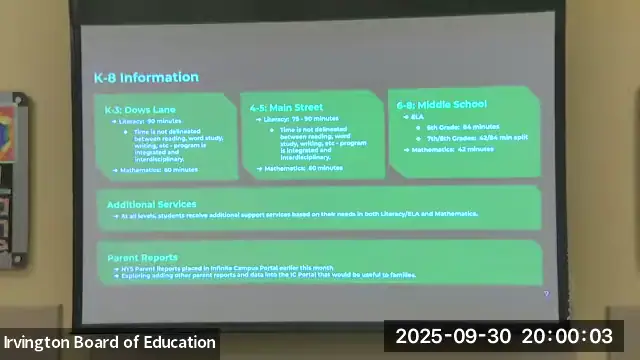 K-8 Information
K-3: Dows Lane
Literacy: 90 minutes
Time is not delineated
between reading, word study,
writing, etc - program is
integrated and
interdisciplinary.
Mathematics: 60 minutes
4-5: Main Street
Literacy: 75 - 90 minutes
Time is not delineated
between reading, word
study, writing, etc - program
is integrated and
interdisciplinary.
Mathematics: 60 minutes
6-8: Middle School
ELA
6th Grade: 84 minutes
7th/8th Grades: 42/84 min split
Mathematics: 42 minutes
Additional Services
At all levels, students receive additional support services based on their needs in both Literacy/ELA and Mathematics.
Parent Reports
NYS Parent Reports placed in Infinite Campus Portal earlier this month
Exploring adding other parent reports and data into the IC Portal that would be useful to families.
7
Irvington Board of Education
2025-09-30 20:00:03